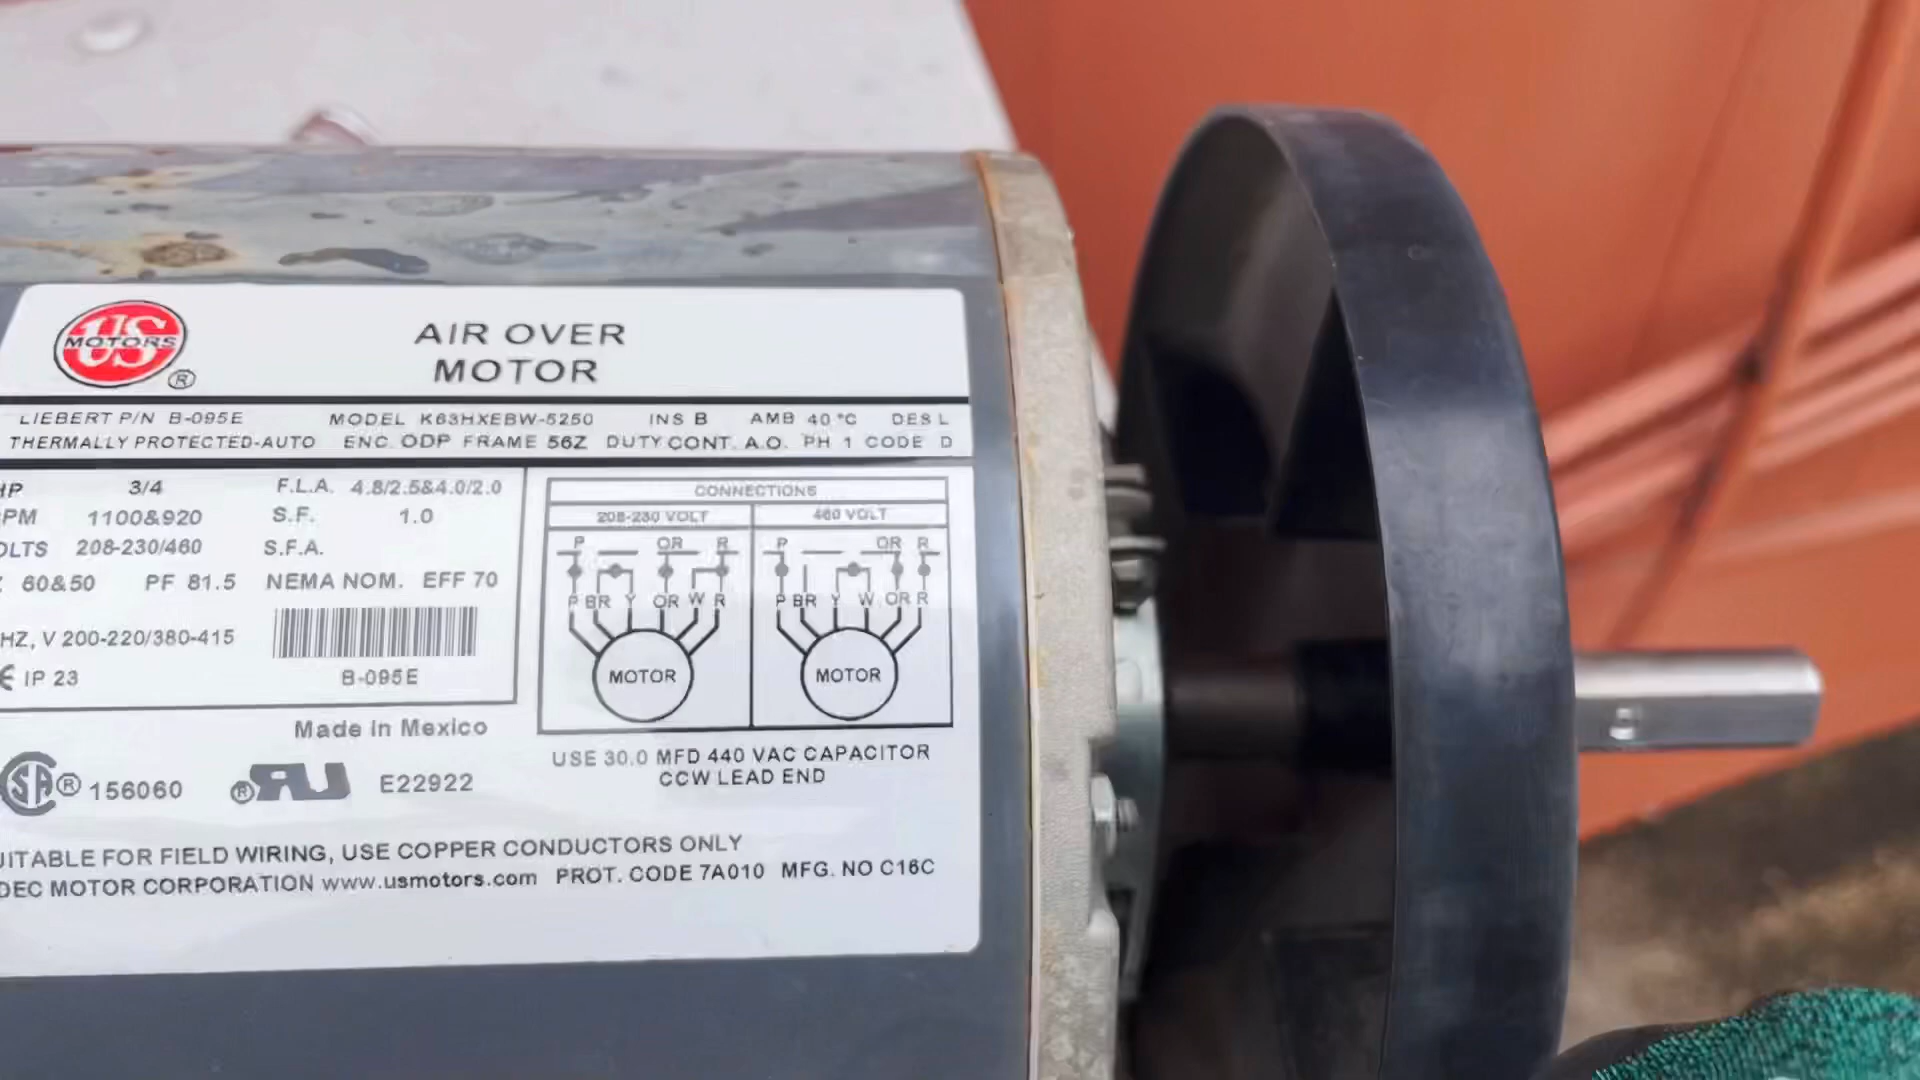 US
MOTORS
®
AIR OVER
MOTOR
LIEBERT P/N B-095E MODEL K63HXEBW-5250 INS B AMB 40 °C DES L
THERMALLY PROTECTED-AUTO ENC. ODP FRAME 56Z DUTY CONT. A.O. PH 1 CODE D
HP 3/4 F.L.A. 4.8/2.5&4.0/2.0
PM 1100&920 S.F. 1.0
OLTS 208-230/460 S.F.A.
60&50 PF 81.5 NEMA NOM. EFF 70
HZ, V 200-220/380-415
IP 23
B-095E
CONNECTIONS
208-230 VOLT 460 VOLT
P OR R P OR R
P BR Y OR W R P BR Y W OR R
MOTOR MOTOR
Made in Mexico
USE 30.0 MFD 440 VAC CAPACITOR
CCW LEAD END
SA ® 156060 ® E22922
UITABLE FOR FIELD WIRING, USE COPPER CONDUCTORS ONLY
DEC MOTOR CORPORATION www.usmotors.com PROT. CODE 7A010 MFG. NO C16C